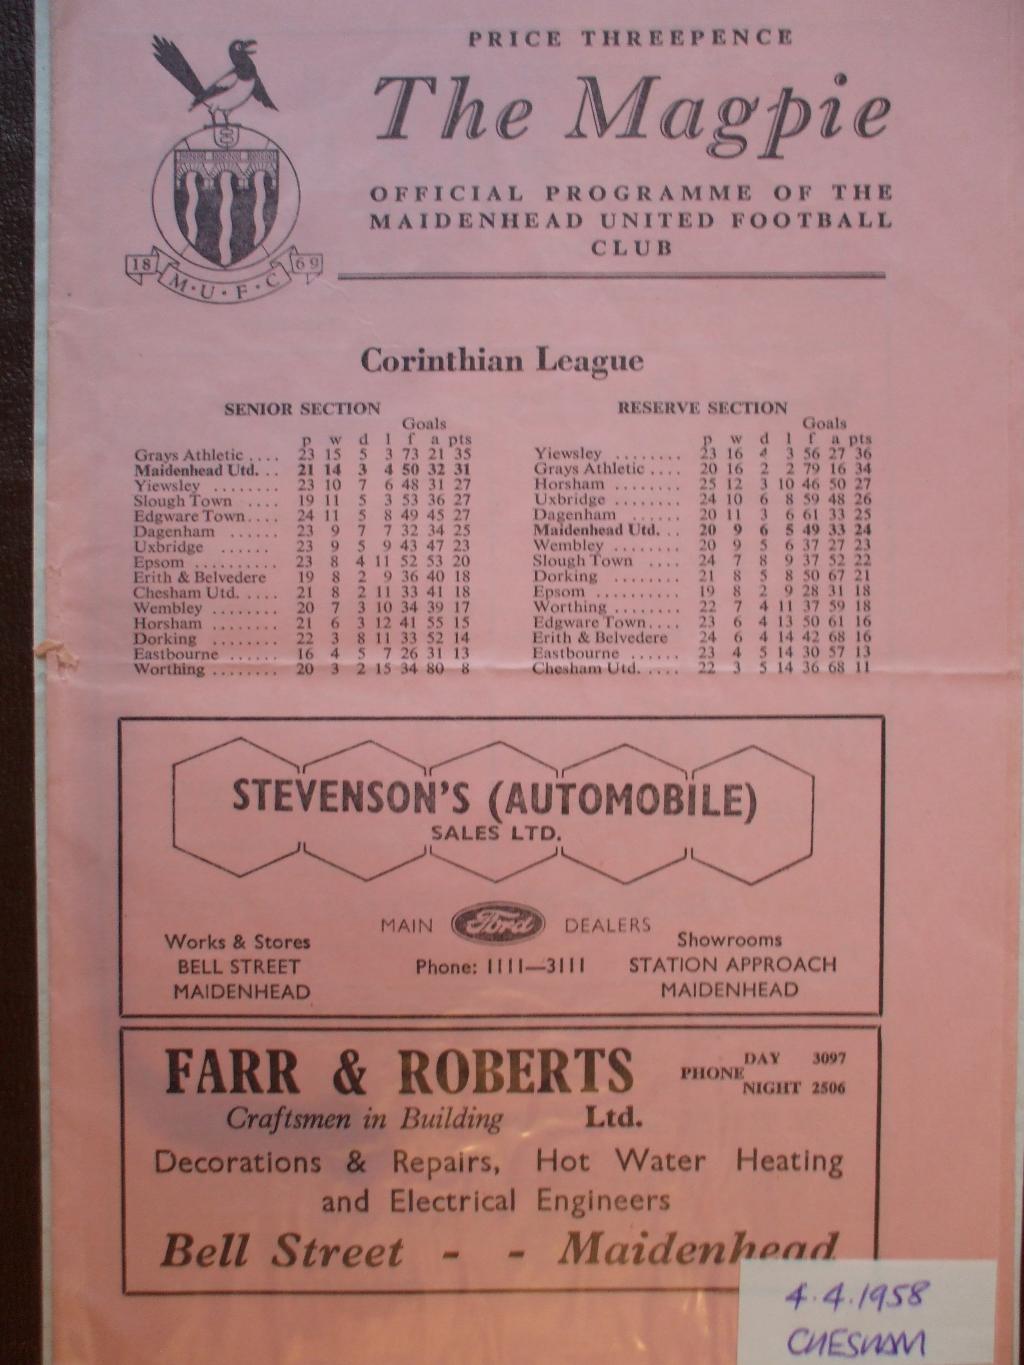 PRICE THREEPENCE
The Magpie
OFFICIAL PROGRAMME OF THE
MAIDENHEAD UNITED FOOTBALL
CLUB
18 69
M·U·F·C
Corinthian League
SENIOR SECTION
Goals
p w d l f a pts
Grays Athletic .... 23 15 5 3 73 21 35
Maidenhead Utd. .. 21 14 3 4 50 32 31
Yiewsley ........ 23 10 7 6 48 31 27
Slough Town .... 19 11 5 3 53 36 27
Edgware Town.... 24 11 5 8 49 45 27
Dagenham ...... 23 9 7 7 32 34 25
Uxbridge ...... 23 9 5 9 43 47 23
Epsom .......... 23 8 4 11 52 53 20
Erith & Belvedere 19 8 2 9 36 40 18
Chesham Utd. .... 21 8 2 11 33 41 18
Wembley ........ 20 7 3 10 34 39 17
Horsham ........ 21 6 3 12 41 55 15
Dorking ........ 22 3 8 11 33 52 14
Eastbourne ...... 16 4 5 7 26 31 13
Worthing ........ 20 3 2 15 34 80 8
RESERVE SECTION
Goals
p w d l f a pts
Yiewsley ........ 23 16 4 3 56 27 36
Grays Athletic .... 20 16 2 2 79 16 34
Horsham ........ 25 12 3 10 46 50 27
Uxbridge ........ 24 10 6 8 59 48 26
Dagenham ...... 20 11 3 6 61 33 25
Maidenhead Utd. .. 20 9 6 5 49 33 24
Wembley ........ 20 9 5 6 37 27 23
Slough Town .... 24 7 8 9 37 52 22
Dorking ........ 21 8 5 8 50 67 21
Epsom .......... 19 8 2 9 28 31 18
Worthing ........ 22 7 4 11 37 59 18
Edgware Town.... 23 6 4 13 50 61 16
Erith & Belvedere 24 6 4 14 42 68 16
Eastbourne ...... 23 4 5 14 30 57 13
Chesham Utd. .... 22 3 5 14 36 68 11
STEVENSON'S (AUTOMOBILE)
SALES LTD.
MAIN Ford DEALERS
Works & Stores
BELL STREET
MAIDENHEAD
Phone: 1111—3111
Showrooms
STATION APPROACH
MAIDENHEAD
FARR & ROBERTS
Ltd.
Craftsmen in Building
PHONE DAY 3097
NIGHT 2506
Decorations & Repairs, Hot Water Heating
and Electrical Engineers
Bell Street - - Maidenhead
4.4.1958
CHESHAM